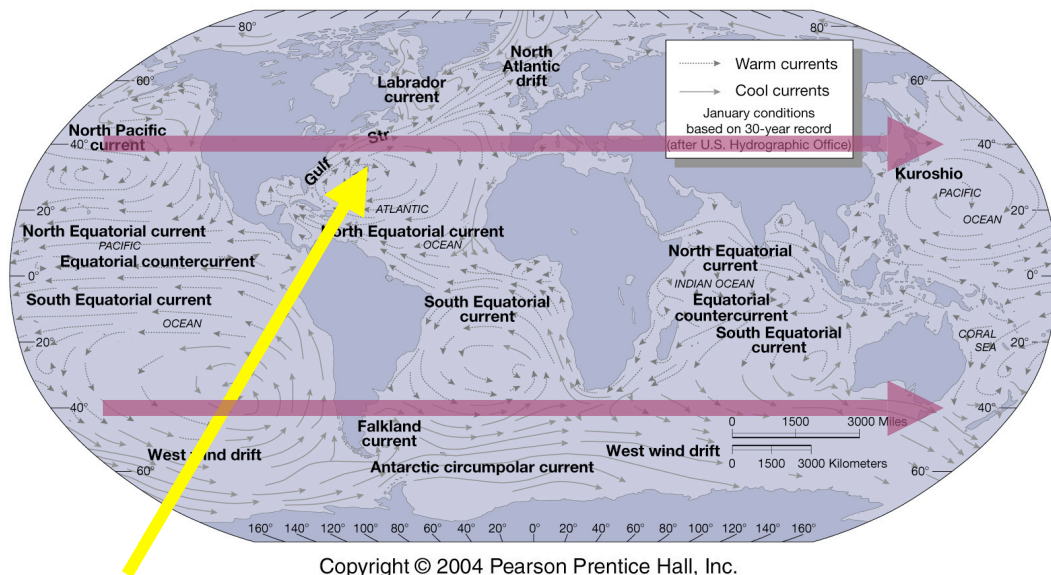 80°
80°
North
Atlantic
drift
Warm currents
Cool currents
January conditions
based on 30-year record
(after U.S. Hydrographic Office)
60°
60°
Labrador
current
North Pacific
current
40°
Gulf Str
40°
Kuroshio
PACIFIC
OCEAN
20°
20°
ATLANTIC
OCEAN
North Equatorial current
PACIFIC
North Equatorial current
Equatorial countercurrent
North Equatorial
current
0°
0°
INDIAN OCEAN
South Equatorial current
South Equatorial
current
Equatorial
countercurrent
OCEAN
South Equatorial
current
CORAL
SEA
20°
20°
40°
40°
Falkland
current
0 1500 3000 Miles
0 1500 3000 Kilometers
West wind drift
West wind drift
Antarctic circumpolar current
60°
60°
160° 140° 120° 100° 80° 60° 40° 20° 0° 20° 40° 60° 80° 100° 120° 140° 160°
Copyright © 2004 Pearson Prentice Hall, Inc.